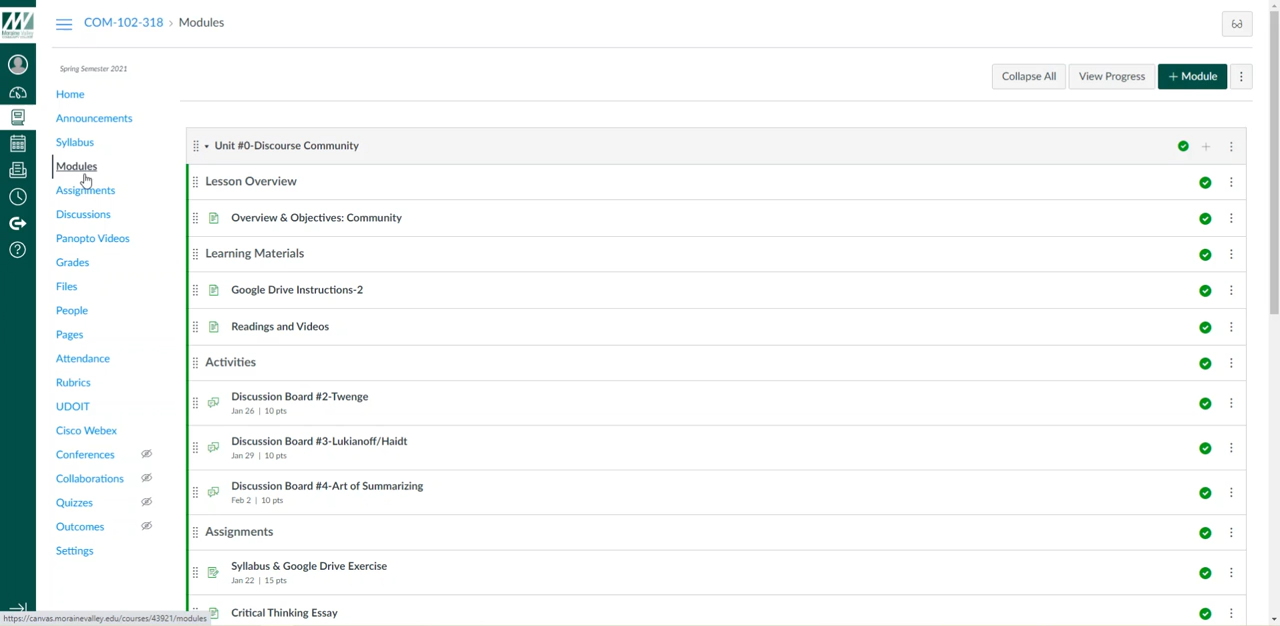 COM-102-318 › Modules
Spring Semester 2021
Collapse All
View Progress
+ Module
Home
Announcements
Syllabus
Modules
Assignments
Discussions
Panopto Videos
Grades
Files
People
Pages
Attendance
Rubrics
UDOIT
Cisco Webex
Conferences
Collaborations
Quizzes
Outcomes
Settings
Unit #0-Discourse Community
Lesson Overview
Overview & Objectives: Community
Learning Materials
Google Drive Instructions-2
Readings and Videos
Activities
Discussion Board #2-Twenge
Jan 26 | 10 pts
Discussion Board #3-Lukianoff/Haidt
Jan 29 | 10 pts
Discussion Board #4-Art of Summarizing
Feb 2 | 10 pts
Assignments
Syllabus & Google Drive Exercise
Jan 22 | 15 pts
Critical Thinking Essay
https://canvas.morainevalley.edu/courses/43921/modules